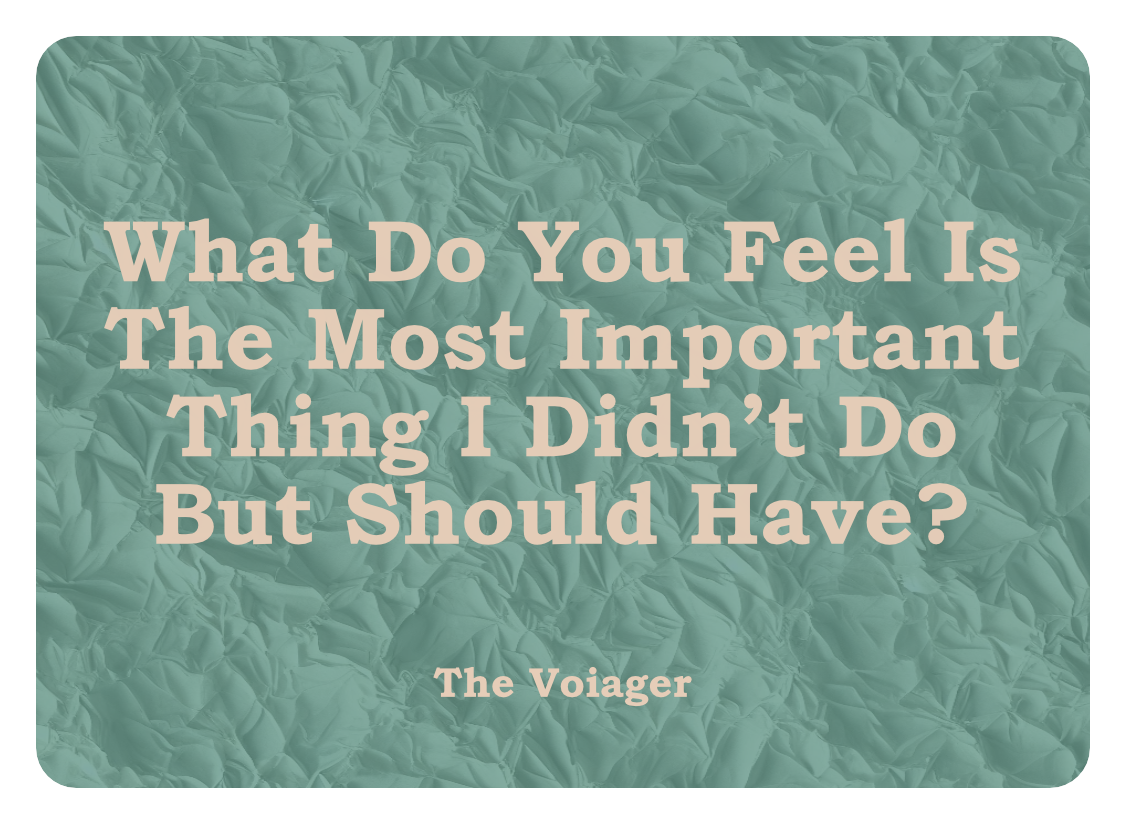 What Do You Feel Is
The Most Important
Thing I Didn’t Do
But Should Have?
The Voiager